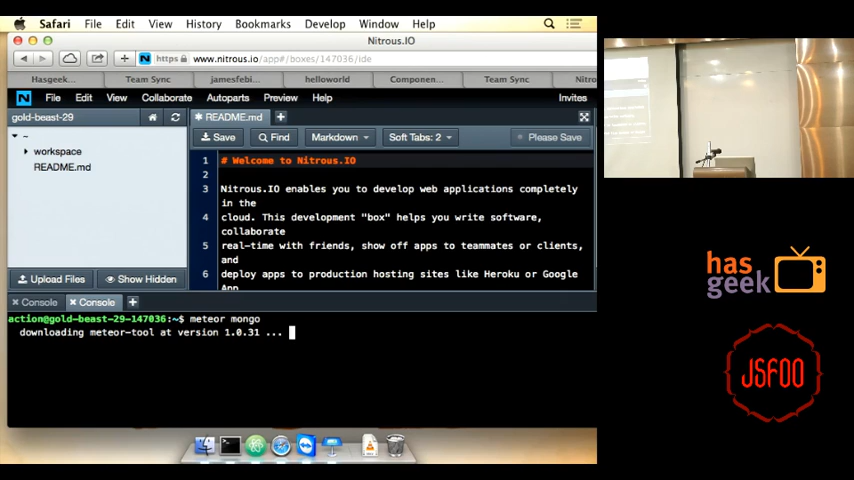 Safari File Edit View History Bookmarks Develop Window Help
Nitrous.IO
https www.nitrous.io/app#/boxes/147036/ide
Hasgeek... Team Sync jamesfebi... helloworld Componen... Team Sync Nitro
N File Edit View Collaborate Autoparts Preview Help Invites
gold-beast-29
* README.md
Save Find Markdown Soft Tabs: 2 Please Save
~
workspace
README.md
1 # Welcome to Nitrous.IO
2
3 Nitrous.IO enables you to develop web applications completely
in the
4 cloud. This development "box" helps you write software,
collaborate
5 real-time with friends, show off apps to teammates or clients,
and
6 deploy apps to production hosting sites like Heroku or Google
App
Upload Files Show Hidden
Console Console
action@gold-beast-29-147036:~$ meteor mongo
downloading meteor-tool at version 1.0.31 ...
has
geek
JSFOO